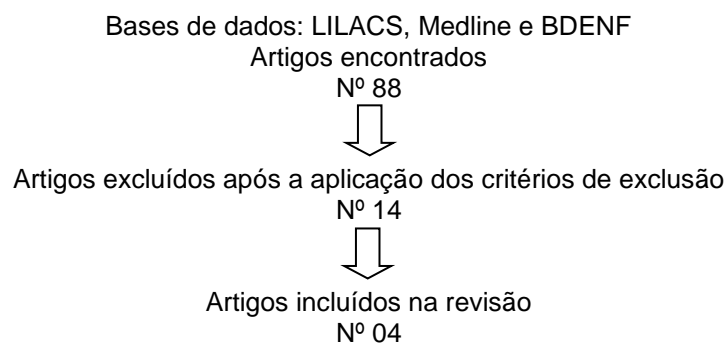 Bases de dados: LILACS, Medline e BDENF
Artigos encontrados
Nº 88
Artigos excluídos após a aplicação dos critérios de exclusão
Nº 14
Artigos incluídos na revisão
Nº 04